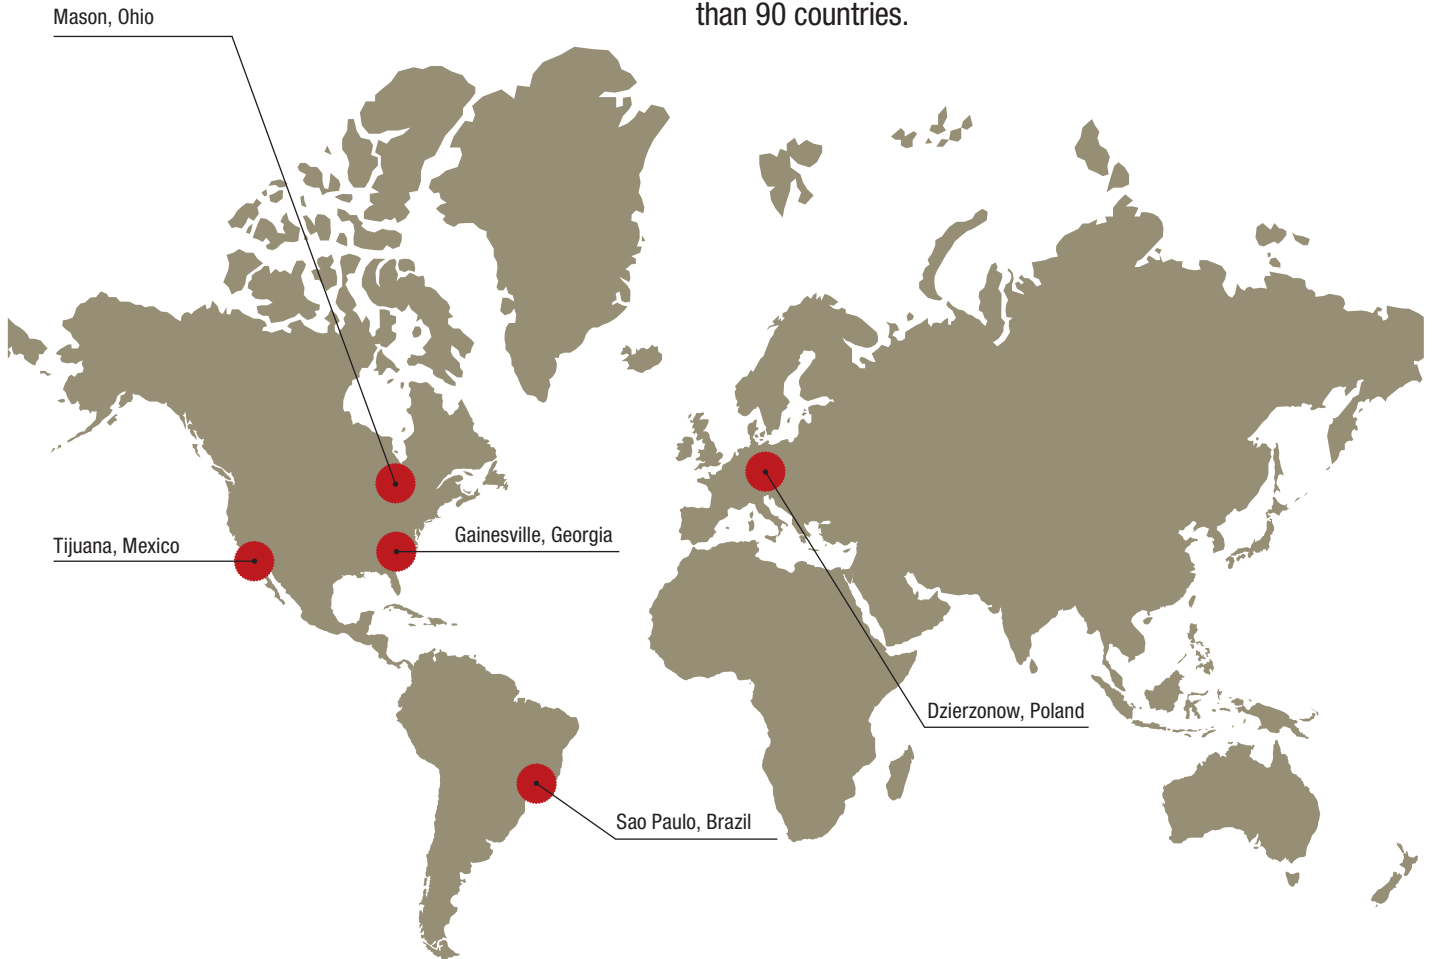 than 90 countries.
Mason, Ohio
Gainesville, Georgia
Tijuana, Mexico
Dzierzonow, Poland
Sao Paulo, Brazil